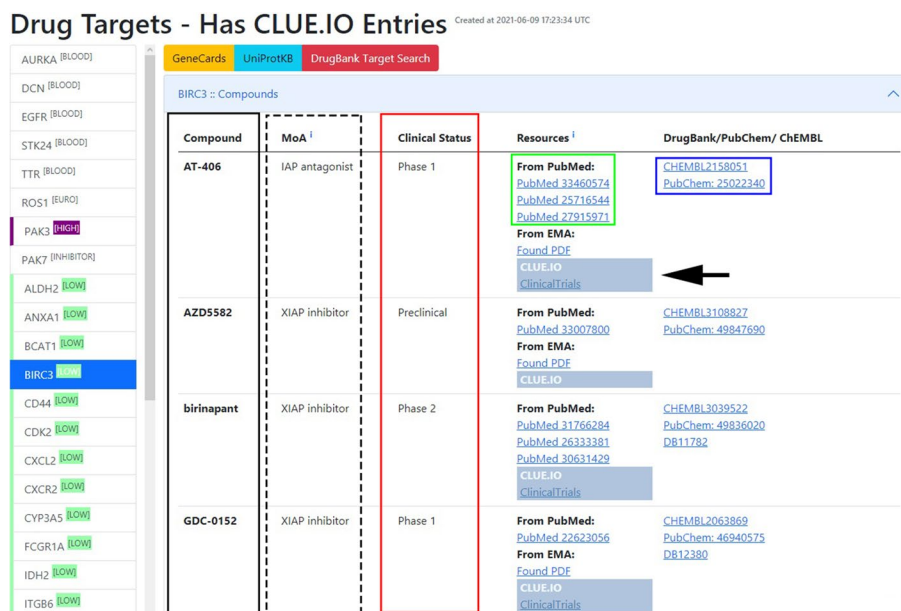 Drug Targets - Has CLUE.IO Entries Created at 2021-06-09 17:23:34 UTC
AURKA [BLOOD]
DCN [BLOOD]
EGFR [BLOOD]
STK24 [BLOOD]
TTR [BLOOD]
ROS1 [EURO]
PAK3 [HIGH]
PAK7 [INHIBITOR]
ALDH2 [LOW]
ANXA1 [LOW]
BCAT1 [LOW]
BIRC3 [LOW]
CD44 [LOW]
CDK2 [LOW]
CXCL2 [LOW]
CXCR2 [LOW]
CYP3A5 [LOW]
FCGR1A [LOW]
IDH2 [LOW]
ITGB6 [LOW]
GeneCards UniProtKB DrugBank Target Search
BIRC3 :: Compounds
Compound MoA i Clinical Status Resources i DrugBank/PubChem/ ChEMBL
AT-406 IAP antagonist Phase 1 From PubMed: CHEMBL2158051
PubMed 33460574 PubChem: 25022340
PubMed 25716544
PubMed 27915971
From EMA:
Found PDF
CLUE.IO
ClinicalTrials
AZD5582 XIAP inhibitor Preclinical From PubMed: CHEMBL3108827
PubMed 33007800 PubChem: 49847690
From EMA:
Found PDF
CLUE.IO
birinapant XIAP inhibitor Phase 2 From PubMed: CHEMBL3039522
PubMed 31766284 PubChem: 49836020
PubMed 26333381 DB11782
PubMed 30631429
CLUE.IO
ClinicalTrials
GDC-0152 XIAP inhibitor Phase 1 From PubMed: CHEMBL2063869
PubMed 22623056 PubChem: 46940575
From EMA: DB12380
Found PDF
CLUE.IO
ClinicalTrials